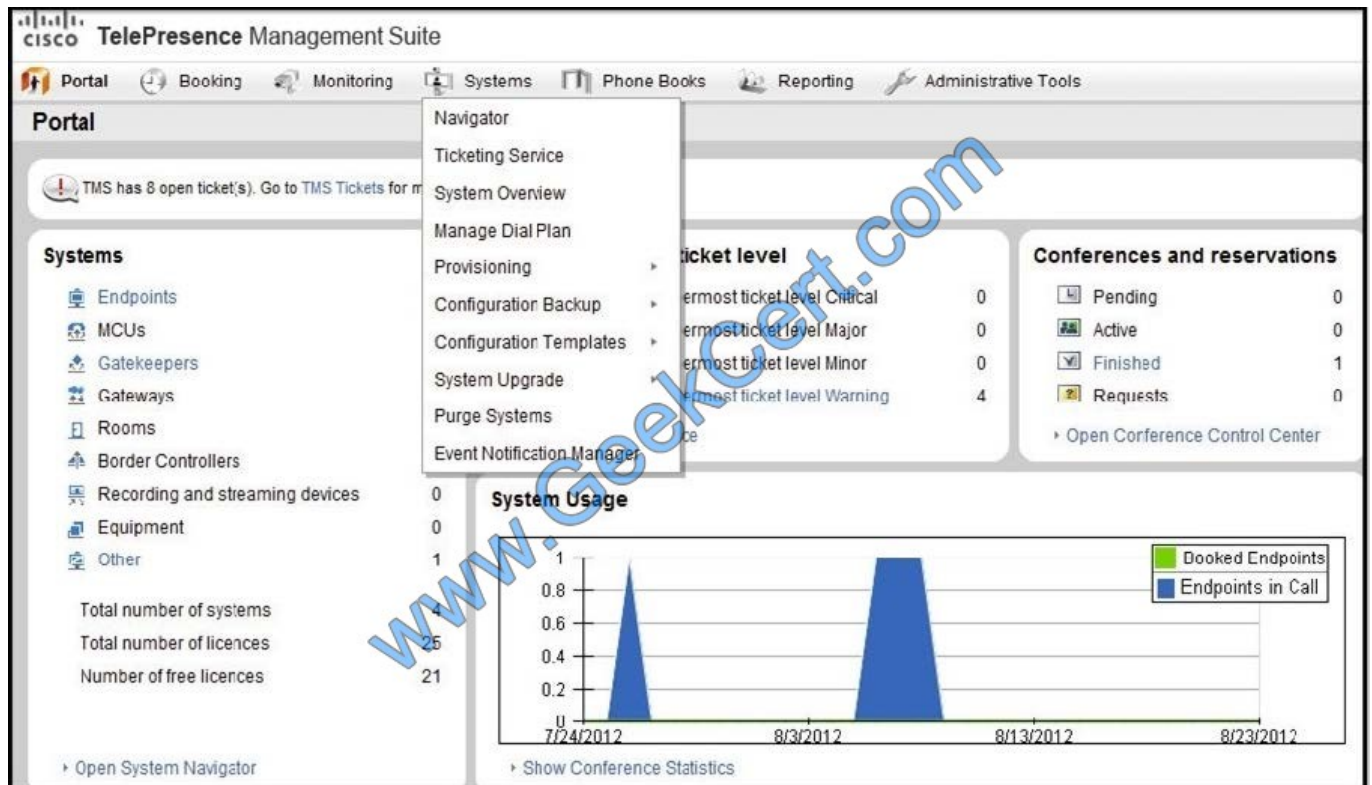 cisco TelePresence Management Suite
Portal Booking Monitoring Systems Phone Books Reporting Administrative Tools
Portal
Navigator
Ticketing Service
System Overview
Manage Dial Plan
Provisioning
Configuration Backup
Configuration Templates
System Upgrade
Purge Systems
Event Notification Manager
TMS has 8 open ticket(s). Go to TMS Tickets for m
Systems
Endpoints
MCUs
Gatekeepers
Gateways
Rooms
Border Controllers
Recording and streaming devices 0
Equipment 0
Other 1
Total number of systems 4
Total number of licences 25
Number of free licences 21
Open System Navigator
ticket level
ermost ticket level Critical 0
ermost ticket level Major 0
ermost ticket level Minor 0
ermost ticket level Warning 4
ce
Conferences and reservations
Pending 0
Active 0
Finished 1
Requests 0
Open Conference Control Center
System Usage
Booked Endpoints
Endpoints in Call
1
0.8
0.6
0.4
0.2
0
7/24/2012 8/3/2012 8/13/2012 8/23/2012
Show Conference Statistics
www.GeekCert.com